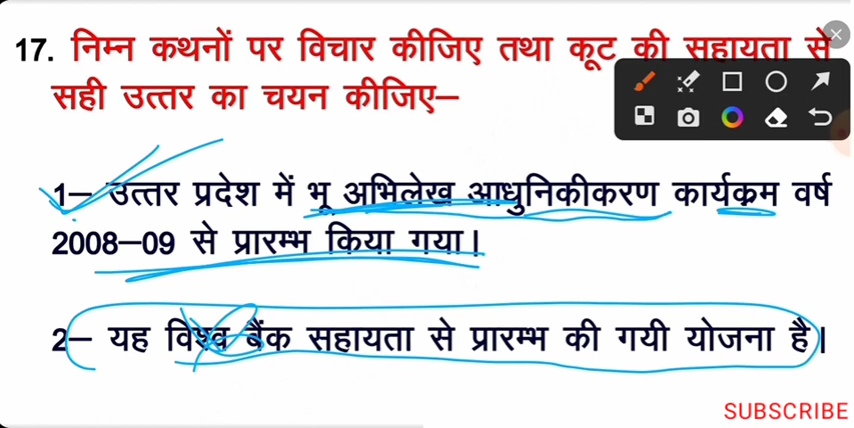 17. निम्न कथनों पर विचार कीजिए तथा कूट की सहायता से
सही उत्तर का चयन कीजिए–
1– उत्तर प्रदेश में भू अभिलेख आधुनिकीकरण कार्यक्रम वर्ष
2008–09 से प्रारम्भ किया गया।
2– यह विश्व बैंक सहायता से प्रारम्भ की गयी योजना है।
SUBSCRIBE